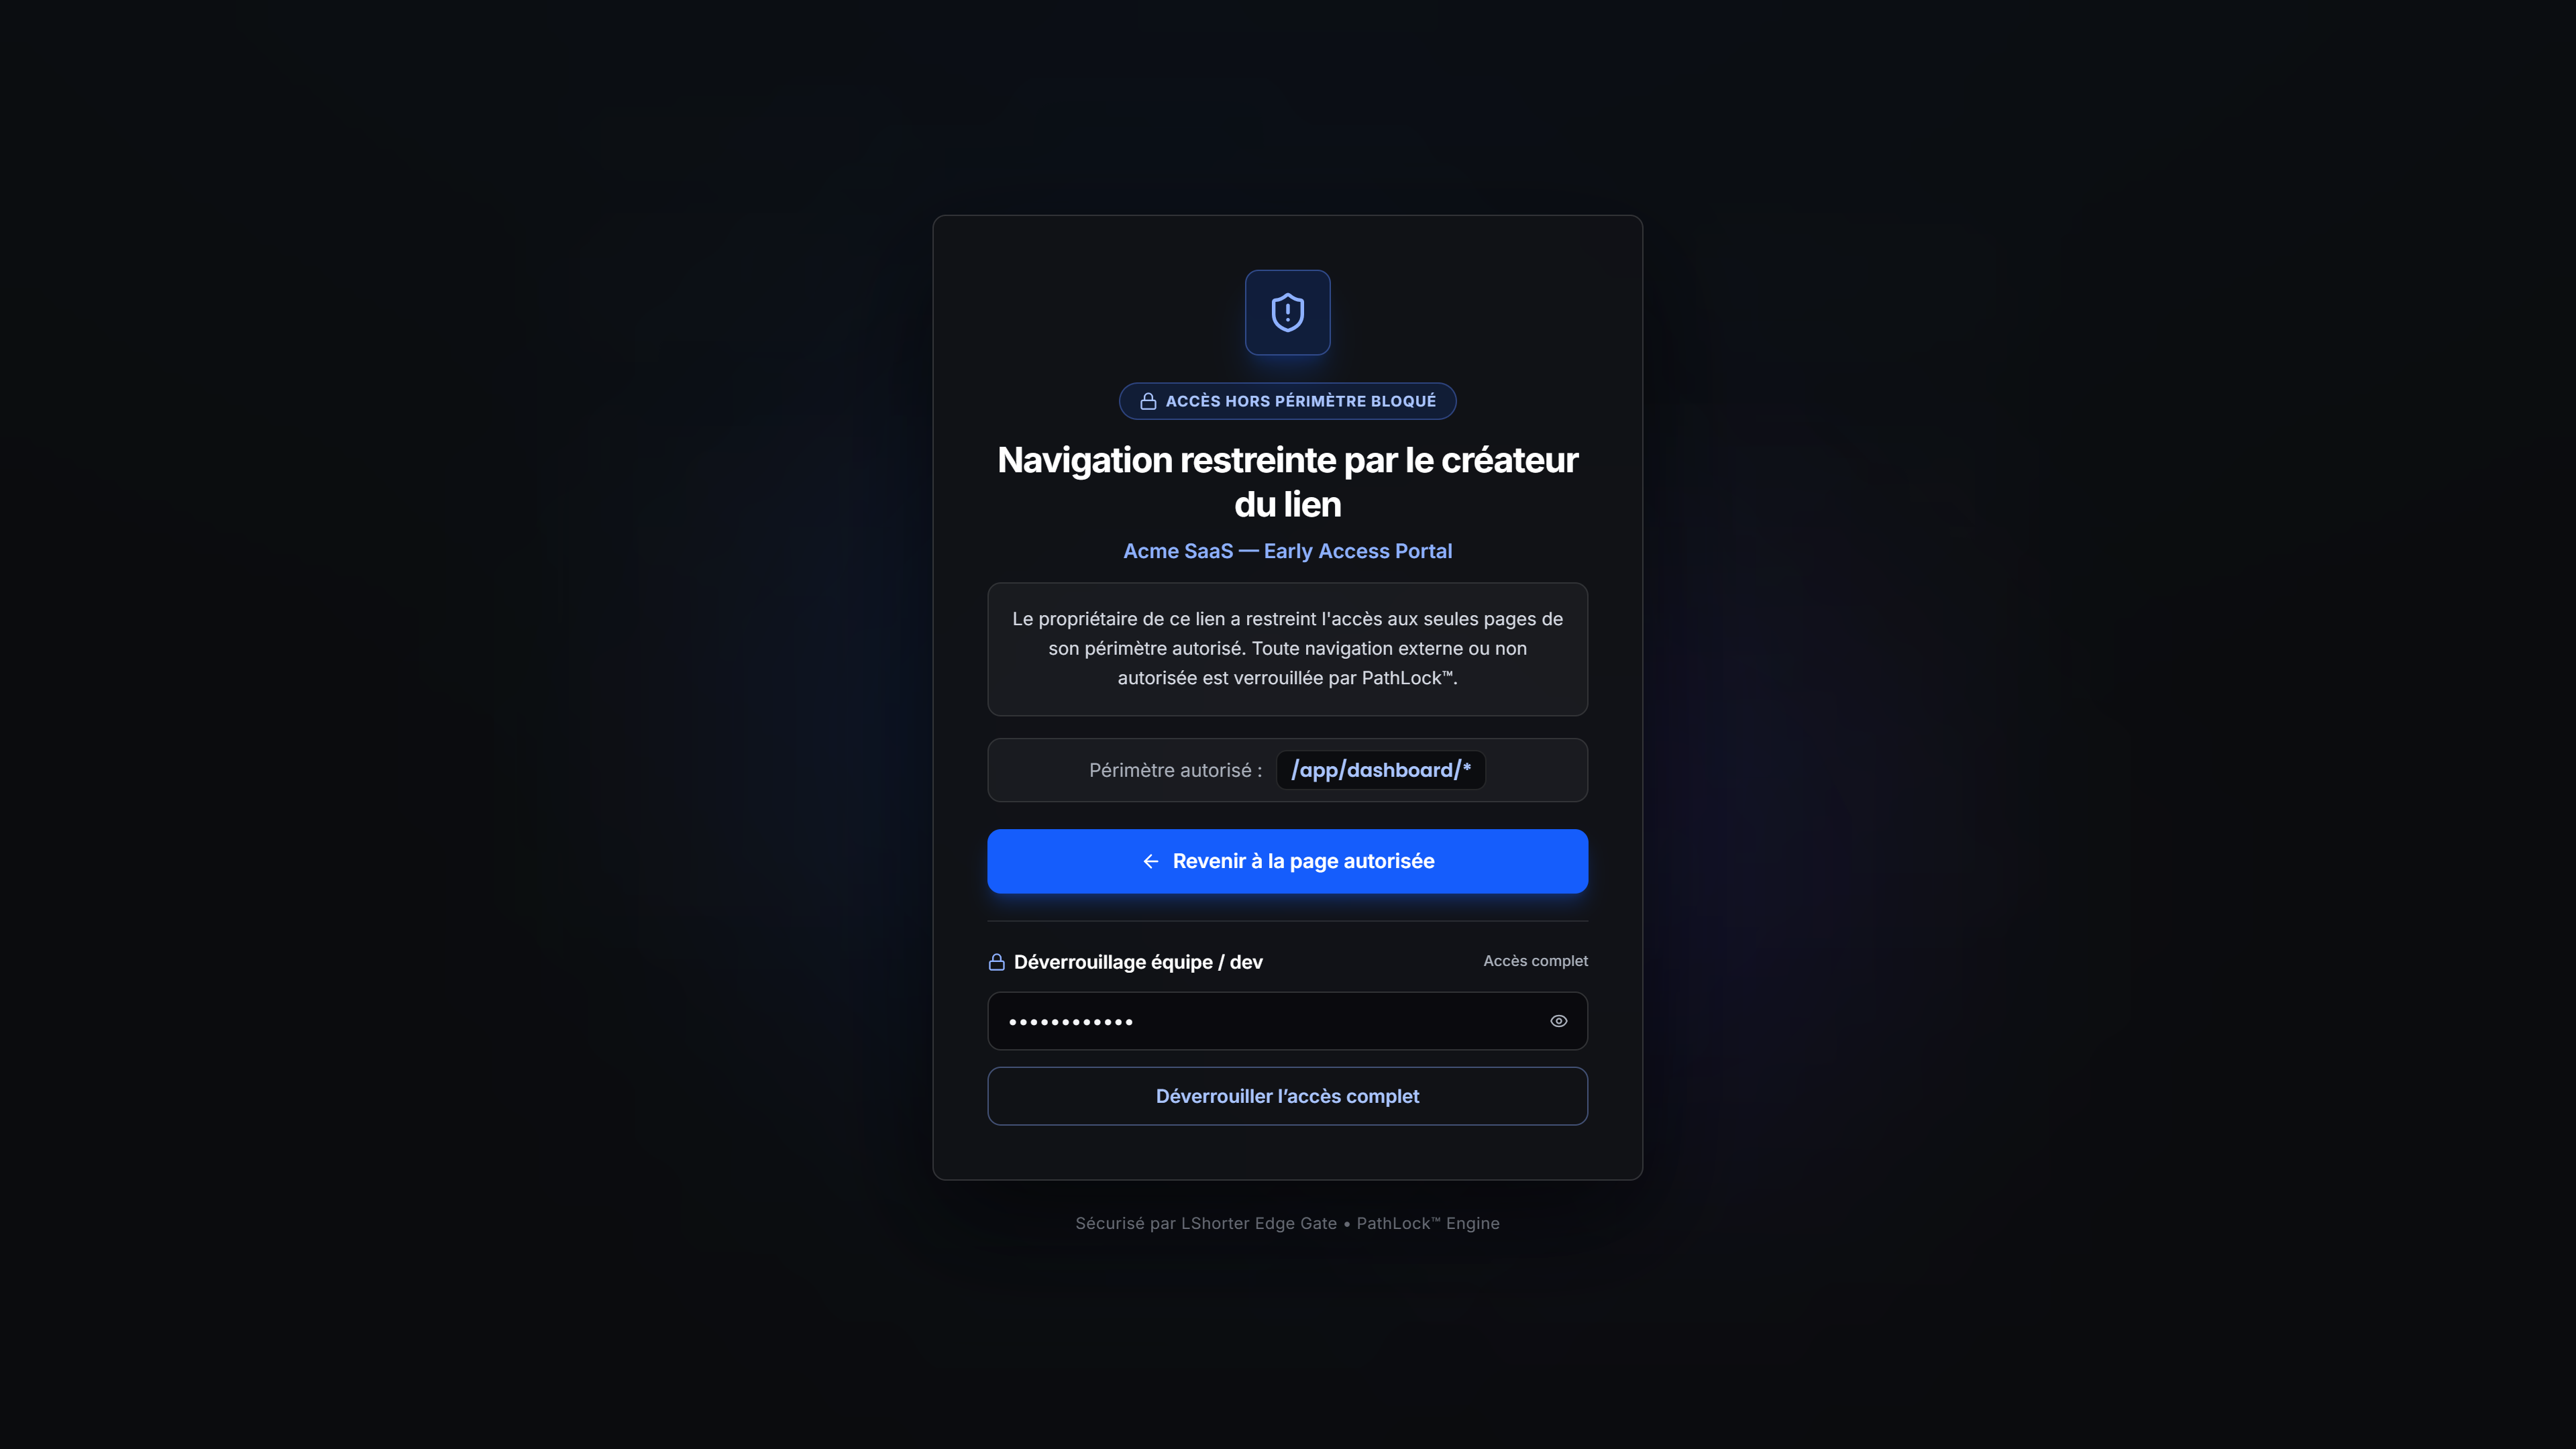 ACCÈS HORS PÉRIMÈTRE BLOQUÉ
Navigation restreinte par le créateur
du lien
Acme SaaS — Early Access Portal
Le propriétaire de ce lien a restreint l'accès aux seules pages de
son périmètre autorisé. Toute navigation externe ou non
autorisée est verrouillée par PathLock™.
Périmètre autorisé : /app/dashboard/*
← Revenir à la page autorisée
Déverrouillage équipe / dev Accès complet
••••••••••••
Déverrouiller l’accès complet
Sécurisé par LShorter Edge Gate • PathLock™ Engine